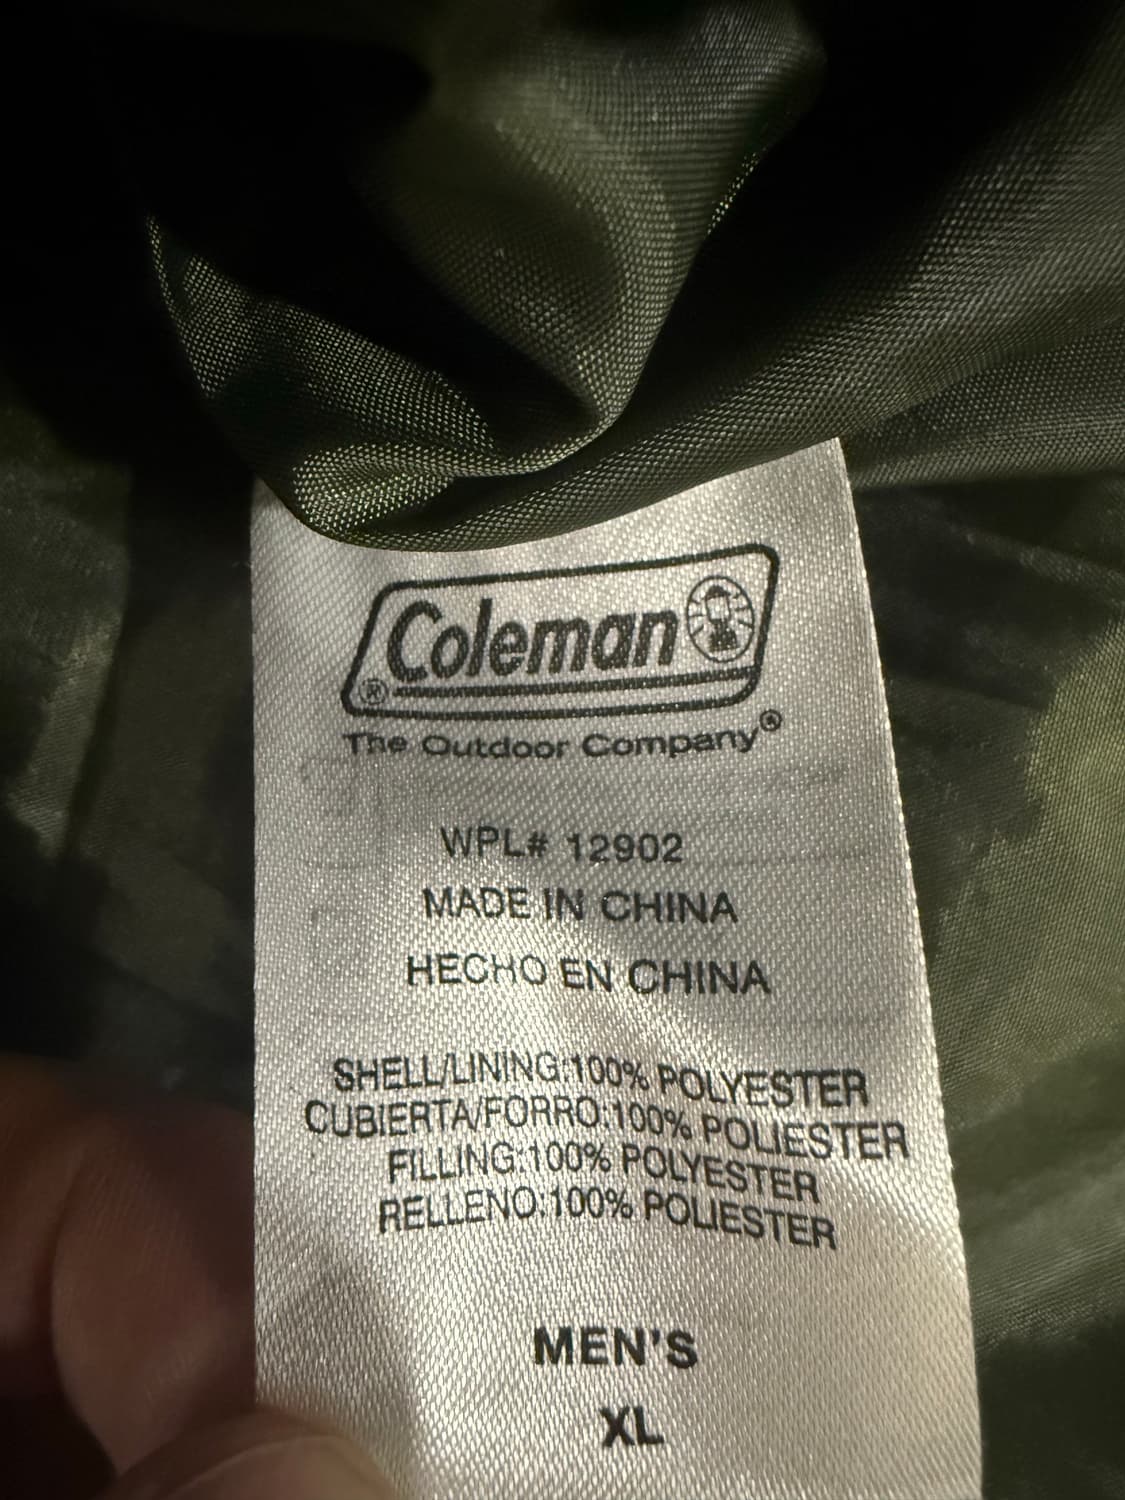 Coleman
®
The Outdoor Company®
WPL# 12902
MADE IN CHINA
HECHO EN CHINA
SHELL/LINING:100% POLYESTER
CUBIERTA/FORRO:100% POLIESTER
FILLING:100% POLYESTER
RELLENO:100% POLIESTER
MEN'S
XL